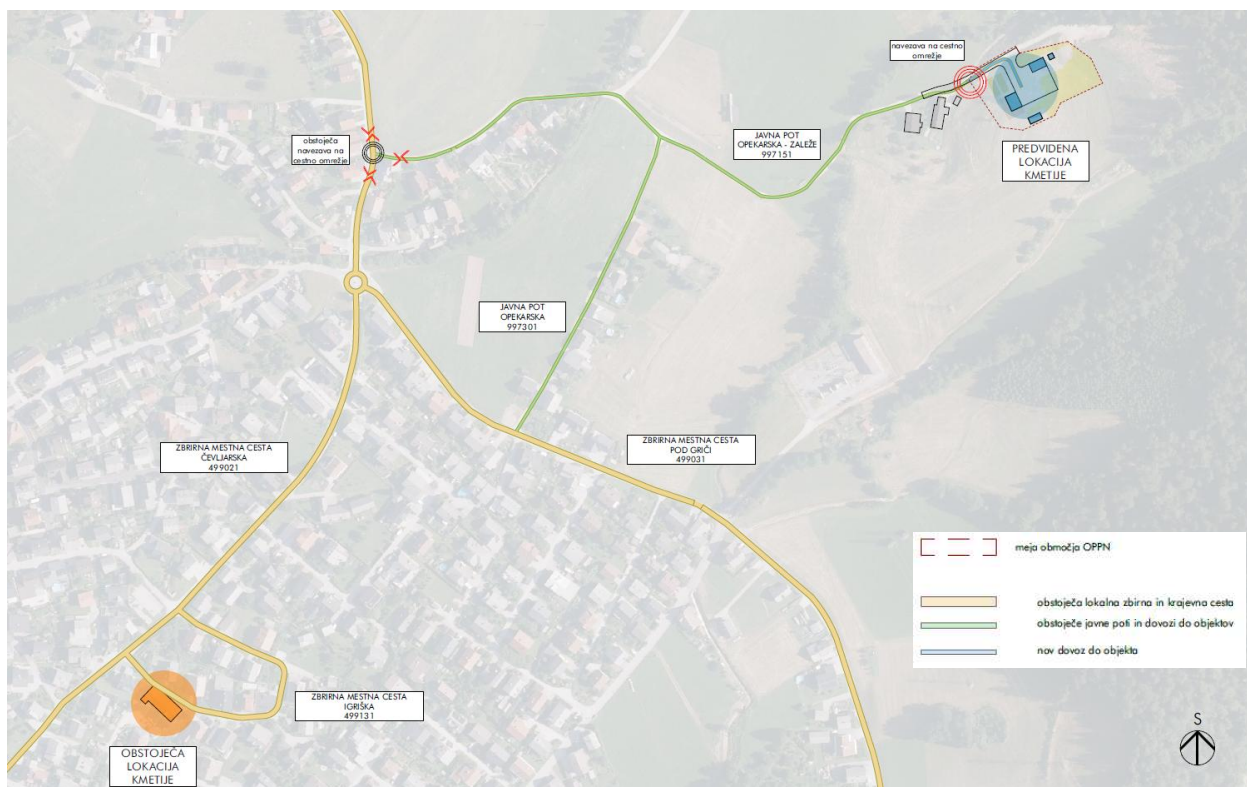 navezava na cestno
omrežje
obstoječa
navezava na
cestno omrežje
JAVNA POT
OPEKARSKA - ZALEŽE
997151
PREDVIDENA
LOKACIJA
KMETIJE
JAVNA POT
OPEKARSKA
997301
ZBRIRNA MESTNA CESTA
ČEVLJARSKA
499021
ZBRIRNA MESTNA CESTA
POD GRIČI
499031
meja območja OPPN
obstoječa lokalna zbirna in krajevna cesta
obstoječe javne poti in dovozi do objektov
nov dovoz do objekta
ZBRIRNA MESTNA CESTA
IGRIŠKA
499131
OBSTOJEČA
LOKACIJA
KMETIJE
S